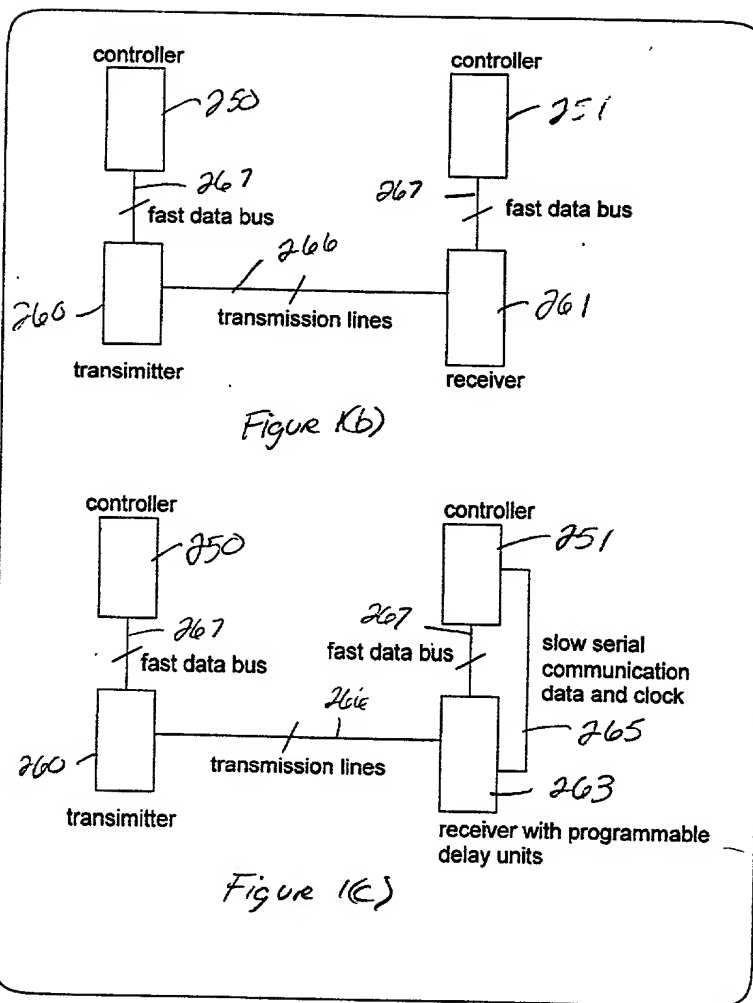 controller
controller
250
251
267
fast data bus
267
fast data bus
266
260
transmission lines
261
transimitter
receiver
Figure 1(b)
controller
controller
250
251
267
fast data bus
267
fast data bus
slow serial
communication
data and clock
265
266
260
transmission lines
263
transimitter
receiver with programmable
delay units
Figure 1(c)